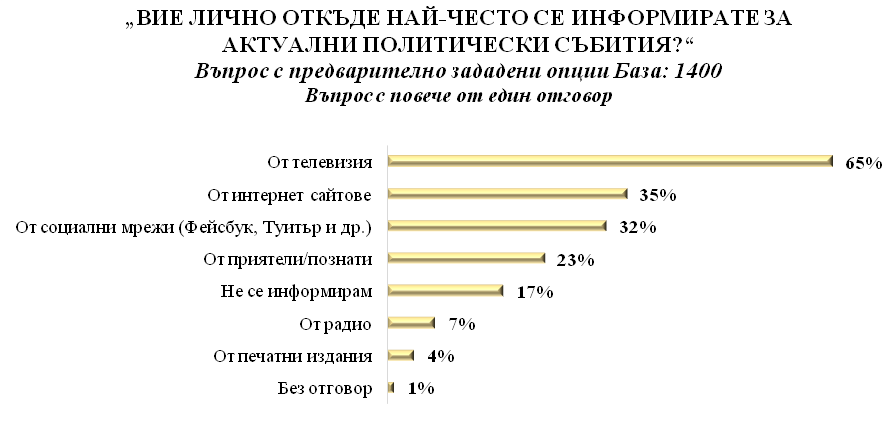 „ВИЕ ЛИЧНО ОТКЪДЕ НАЙ-ЧЕСТО СЕ ИНФОРМИРАТЕ ЗА
АКТУАЛНИ ПОЛИТИЧЕСКИ СЪБИТИЯ?“
Въпрос с предварително зададени опции База: 1400
Въпрос с повече от един отговор
От телевизия 65%
От интернет сайтове 35%
От социални мрежи (Фейсбук, Туитър и др.) 32%
От приятели/познати 23%
Не се информирам 17%
От радио 7%
От печатни издания 4%
Без отговор 1%